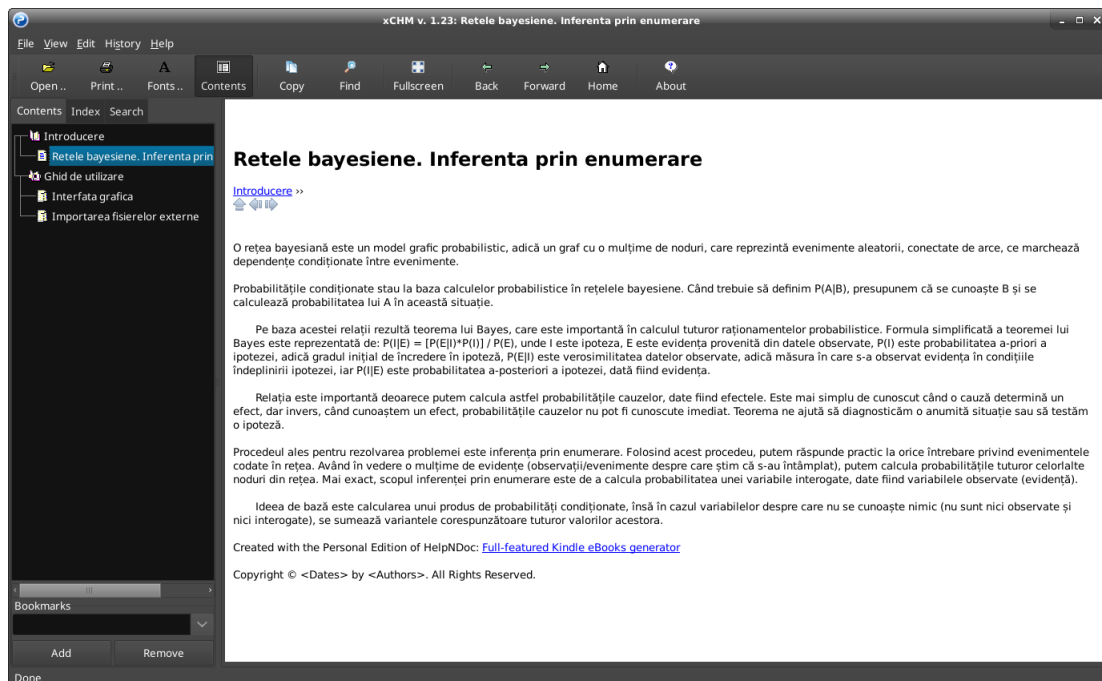 xCHM v. 1.23: Retele bayesiene. Inferenta prin enumerare
File View Edit History Help
Open .. Print .. Fonts .. Contents Copy Find Fullscreen Back Forward Home About
Contents Index Search
Introducere
Retele bayesiene. Inferenta prin
Ghid de utilizare
Interfata grafica
Importarea fisierelor externe
Bookmarks
Add Remove
Done
Retele bayesiene. Inferenta prin enumerare
Introducere ››
O rețea bayesiană este un model grafic probabilistic, adică un graf cu o mulțime de noduri, care reprezintă evenimente aleatorii, conectate de arce, ce marchează
dependențe condiționate între evenimente.
Probabilitățile condiționate stau la baza calculelor probabilistice în rețelele bayesiene. Când trebuie să definim P(A|B), presupunem că se cunoaște B și se
calculează probabilitatea lui A în această situație.
Pe baza acestei relații rezultă teorema lui Bayes, care este importantă în calculul tuturor raționamentelor probabilistice. Formula simplificată a teoremei lui
Bayes este reprezentată de: P(I|E) = [P(E|I)*P(I)] / P(E), unde I este ipoteza, E este evidența provenită din datele observate, P(I) este probabilitatea a-priori a
ipotezei, adică gradul inițial de încredere în ipoteză, P(E|I) este verosimilitatea datelor observate, adică măsura în care s-a observat evidența în condițiile
îndeplinirii ipotezei, iar P(I|E) este probabilitatea a-posteriori a ipotezei, dată fiind evidența.
Relația este importantă deoarece putem calcula astfel probabilitățile cauzelor, date fiind efectele. Este mai simplu de cunoscut când o cauză determină un
efect, dar invers, când cunoaștem un efect, probabilitățile cauzelor nu pot fi cunoscute imediat. Teorema ne ajută să diagnosticăm o anumită situație sau să testăm
o ipoteză.
Procedeul ales pentru rezolvarea problemei este inferența prin enumerare. Folosind acest procedeu, putem răspunde practic la orice întrebare privind evenimentele
codate în rețea. Având în vedere o mulțime de evidențe (observații/evenimente despre care știm că s-au întâmplat), putem calcula probabilitățile tuturor celorlalte
noduri din rețea. Mai exact, scopul inferenței prin enumerare este de a calcula probabilitatea unei variabile interogate, date fiind variabilele observate (evidență).
Ideea de bază este calcularea unui produs de probabilități condiționate, însă în cazul variabilelor despre care nu se cunoaște nimic (nu sunt nici observate și
nici interogate), se sumează variantele corespunzătoare tuturor valorilor acestora.
Created with the Personal Edition of HelpNDoc: Full-featured Kindle eBooks generator
Copyright © <Dates> by <Authors>. All Rights Reserved.